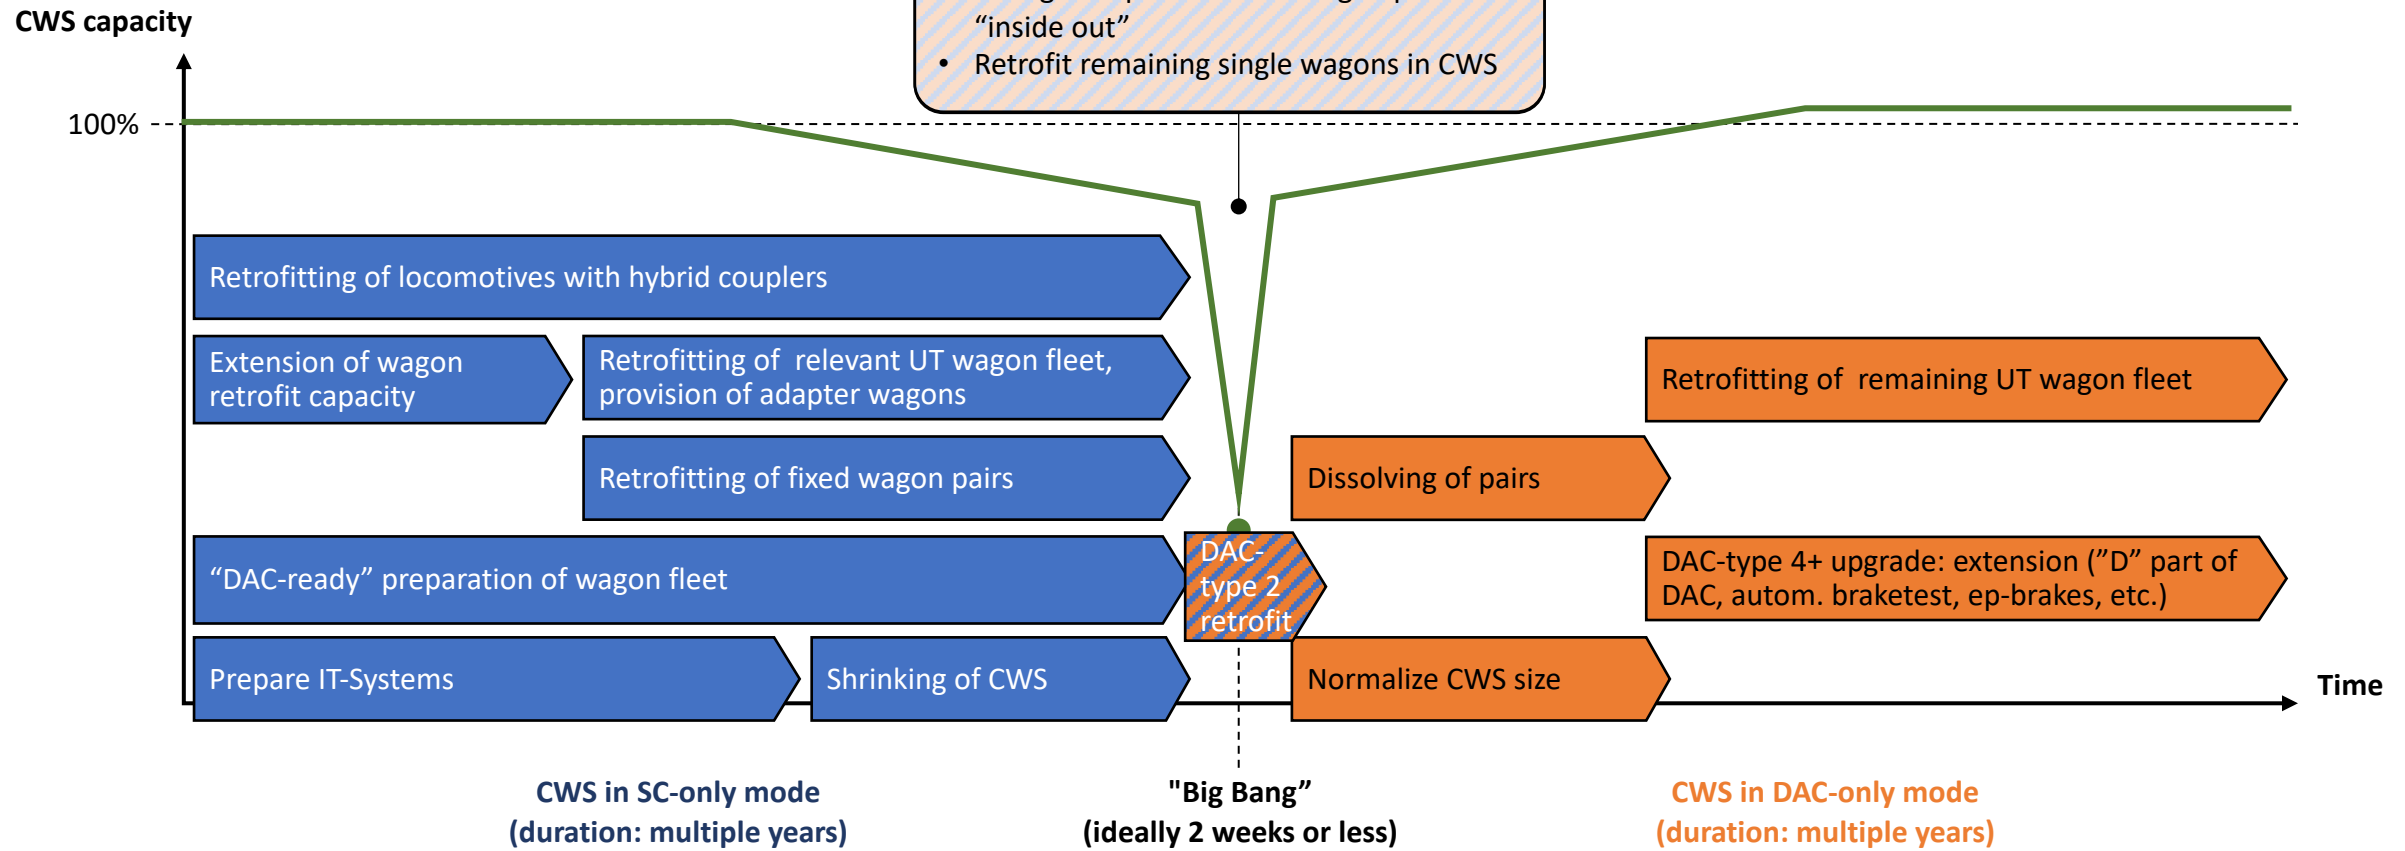 CWS capacity
“inside out”
• Retrofit remaining single wagons in CWS
100%
Retrofitting of locomotives with hybrid couplers
Extension of wagon
retrofit capacity
Retrofitting of relevant UT wagon fleet,
provision of adapter wagons
Retrofitting of remaining UT wagon fleet
Retrofitting of fixed wagon pairs
Dissolving of pairs
“DAC-ready” preparation of wagon fleet
DAC-
type 2
retrofit
DAC-type 4+ upgrade: extension (”D” part of
DAC, autom. braketest, ep-brakes, etc.)
Prepare IT-Systems
Shrinking of CWS
Normalize CWS size
Time
CWS in SC-only mode
(duration: multiple years)
"Big Bang”
(ideally 2 weeks or less)
CWS in DAC-only mode
(duration: multiple years)